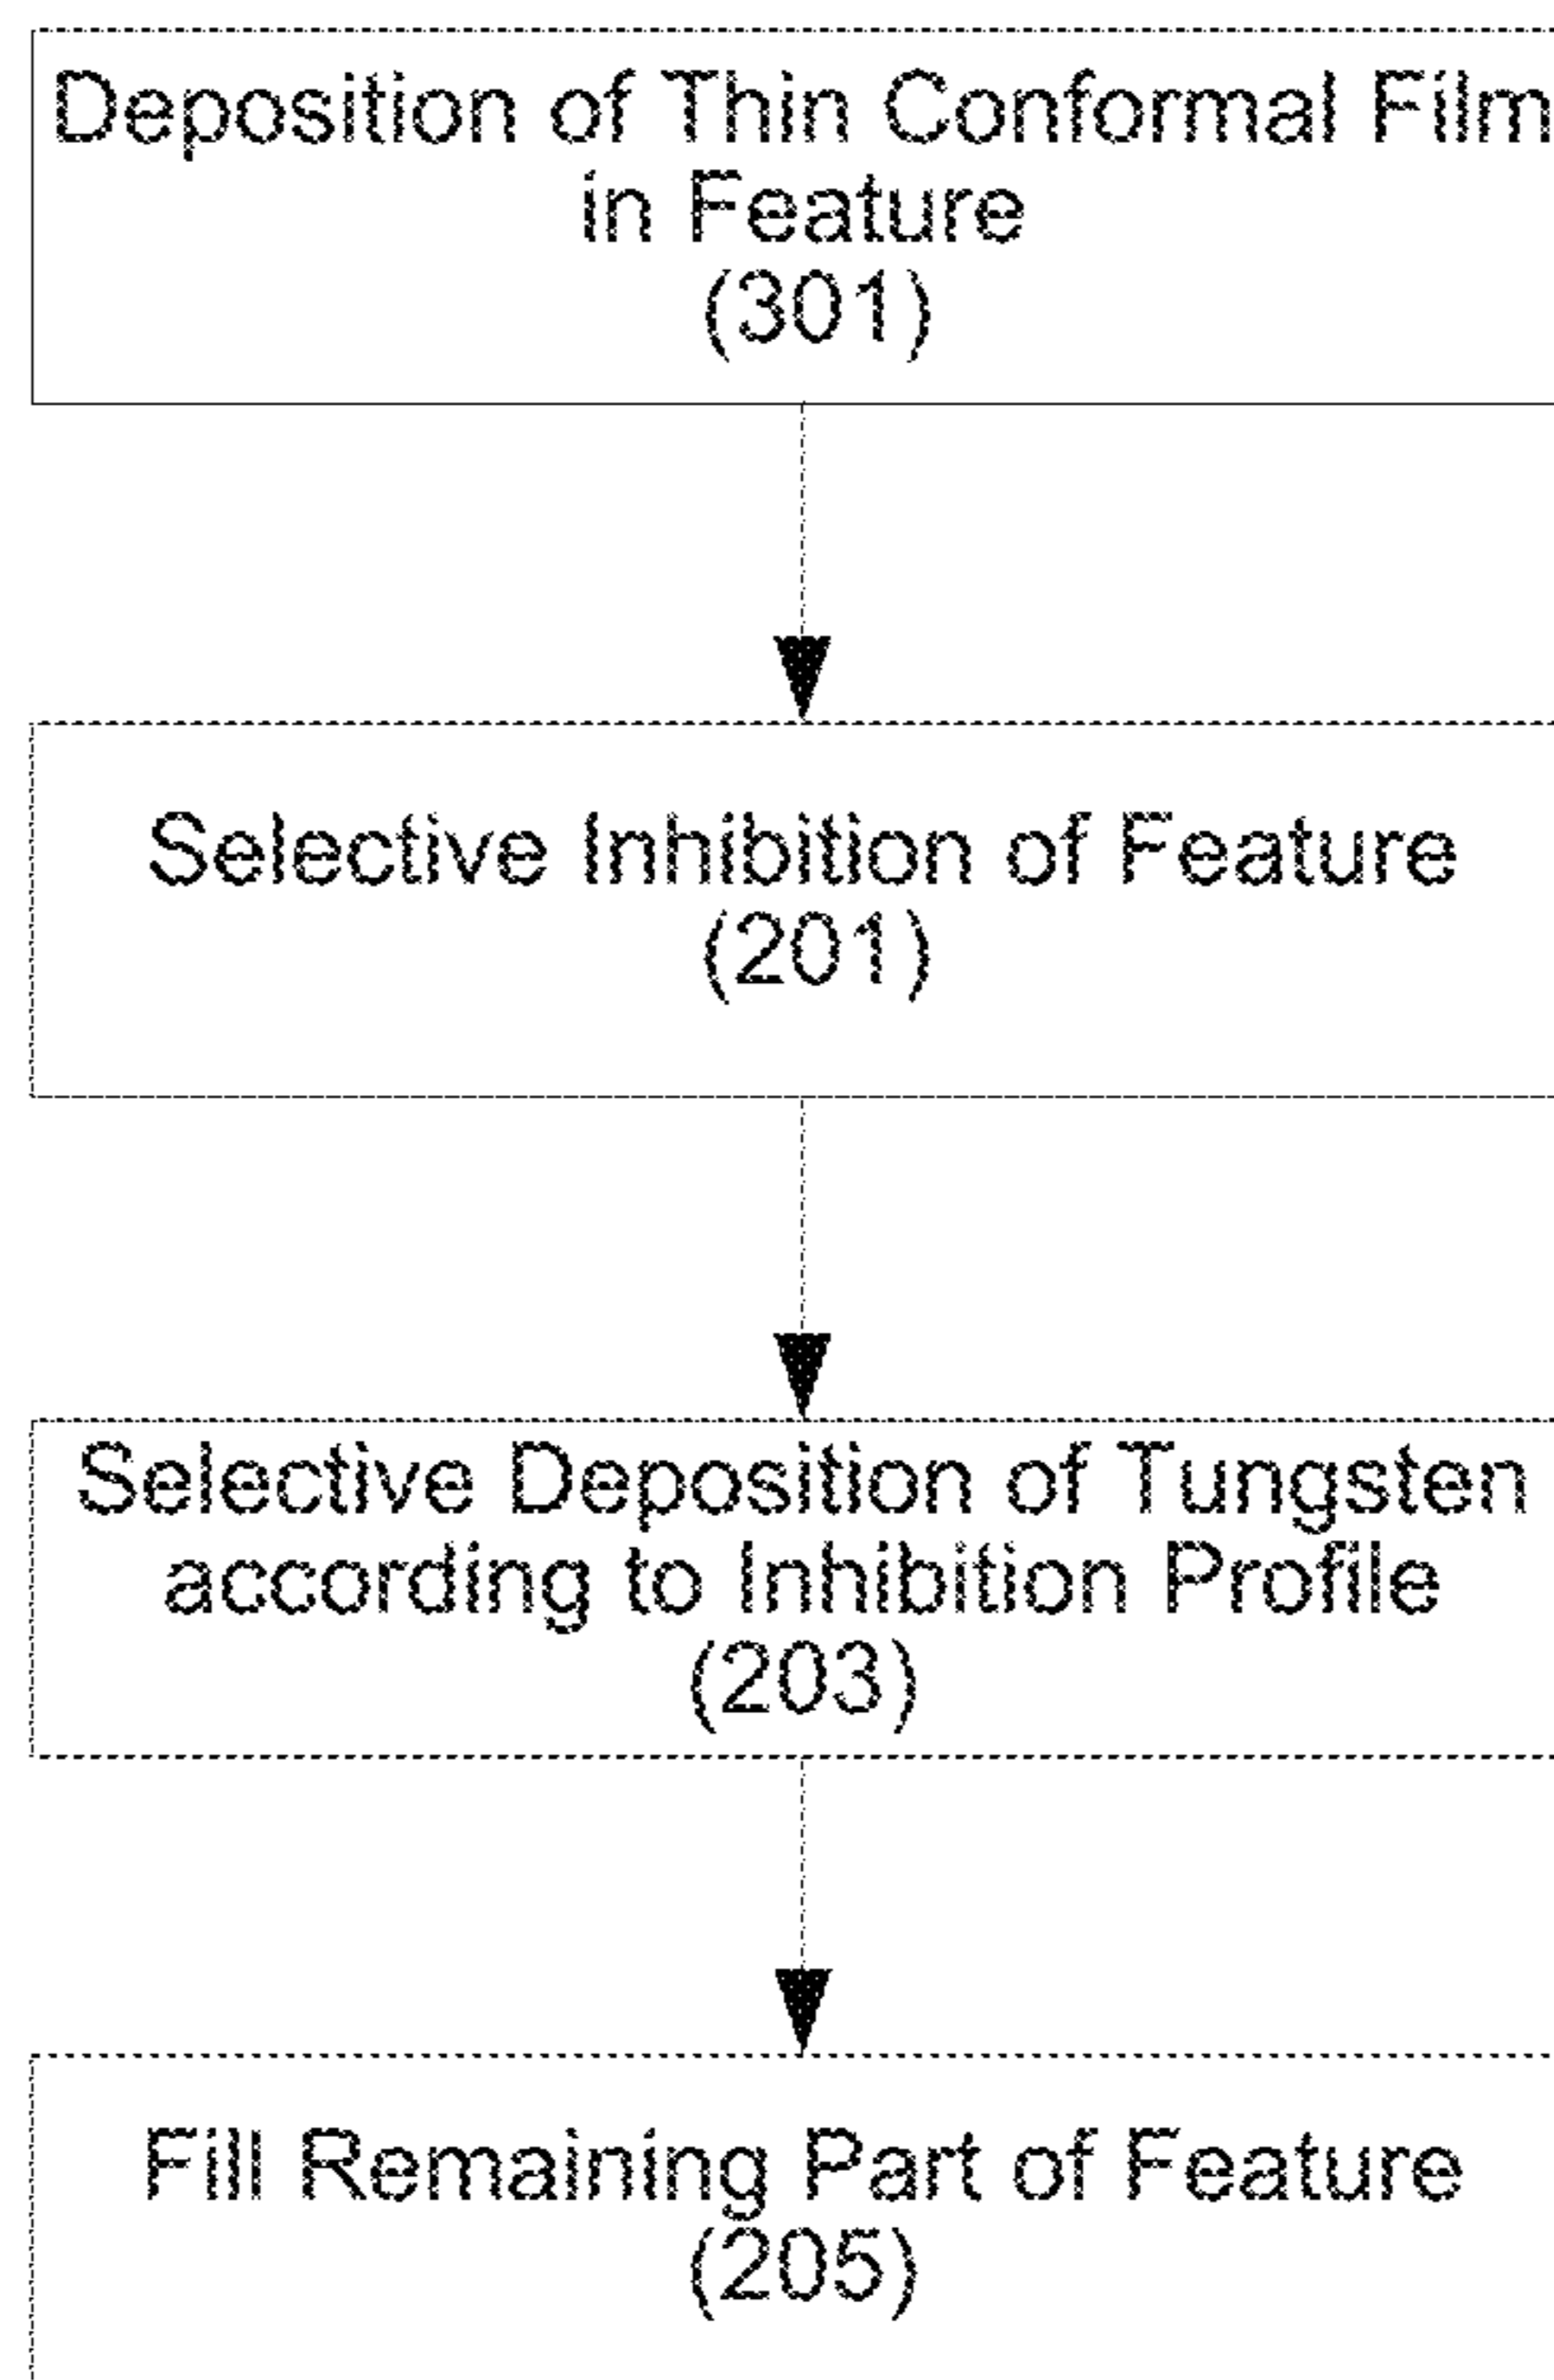 Deposition of Thin Conformal Film
in Feature
(301)
Selective Inhibition of Feature
(201)
Selective Deposition of Tungsten
according to Inhibition Profile
(203)
Fill Remaining Part of Feature
(205)